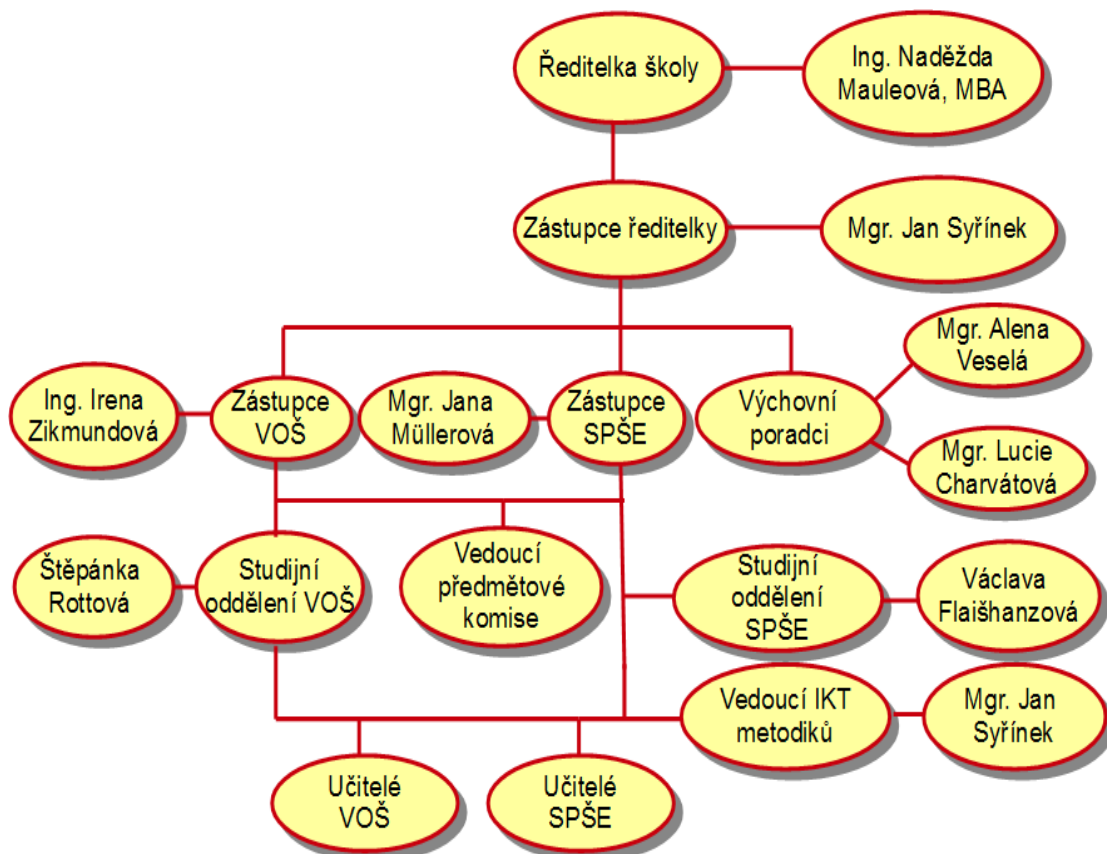 Ředitelka školy
Ing. Naděžda
Mauleová, MBA
Zástupce ředitelky
Mgr. Jan Syřínek
Ing. Irena
Zikmundová
Zástupce
VOŠ
Mgr. Jana
Müllerová
Zástupce
SPŠE
Výchovní
poradci
Mgr. Alena
Veselá
Mgr. Lucie
Charvátová
Štěpánka
Rottová
Studijní
oddělení VOŠ
Vedoucí
předmětové
komise
Studijní
oddělení
SPŠE
Václava
Flaišhanzová
Vedoucí IKT
metodiků
Mgr. Jan
Syřínek
Učitelé
VOŠ
Učitelé
SPŠE